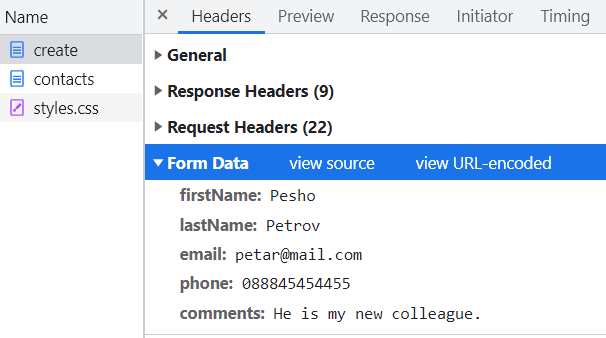 Name
create
contacts
styles.css
× Headers Preview Response Initiator Timing
General
Response Headers (9)
Request Headers (22)
Form Data view source view URL-encoded
firstName: Pesho
lastName: Petrov
email: petar@mail.com
phone: 088845454455
comments: He is my new colleague.